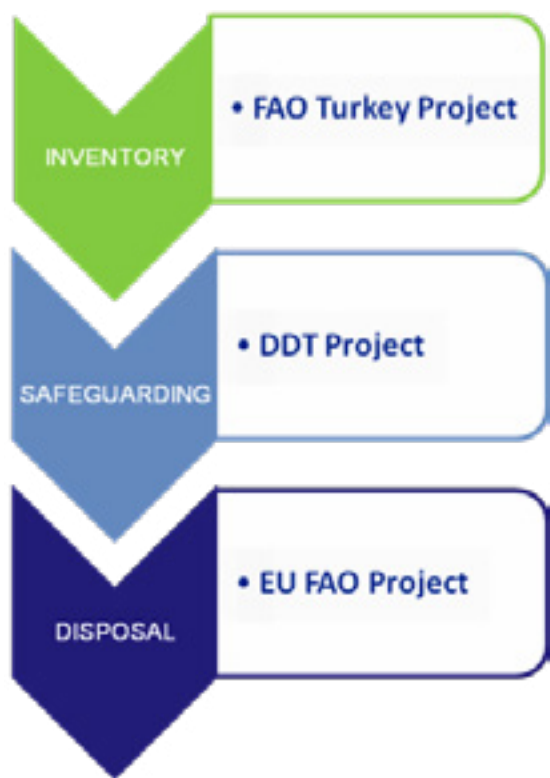 INVENTORY
• FAO Turkey Project
SAFEGUARDING
• DDT Project
DISPOSAL
• EU FAO Project